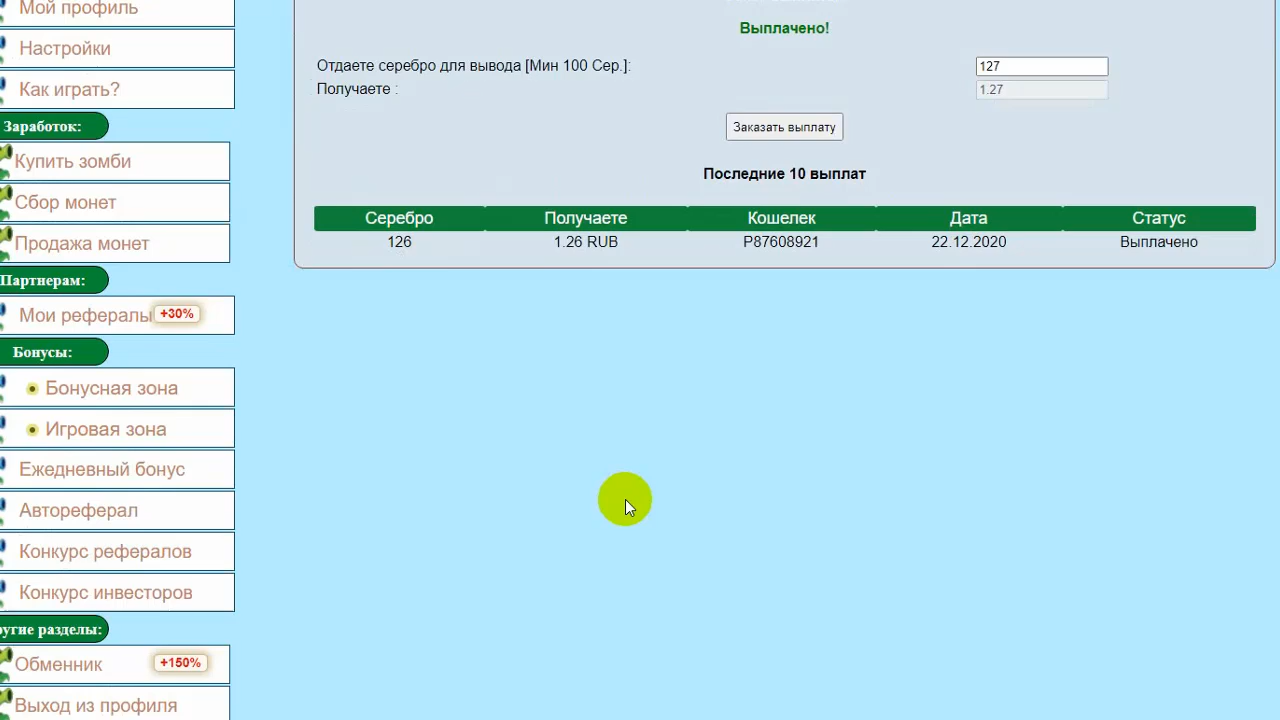 Мой профиль
Настройки
Как играть?
Заработок:
Купить зомби
Сбор монет
Продажа монет
Партнерам:
Мои рефералы +30%
Бонусы:
Бонусная зона
Игровая зона
Ежедневный бонус
Автореферал
Конкурс рефералов
Конкурс инвесторов
ругие разделы:
Обменник +150%
Выход из профиля
Выплачено!
Отдаете серебро для вывода [Мин 100 Сер.]: 127
Получаете : 1.27
Заказать выплату
Последние 10 выплат
Серебро Получаете Кошелек Дата Статус
126 1.26 RUB P87608921 22.12.2020 Выплачено